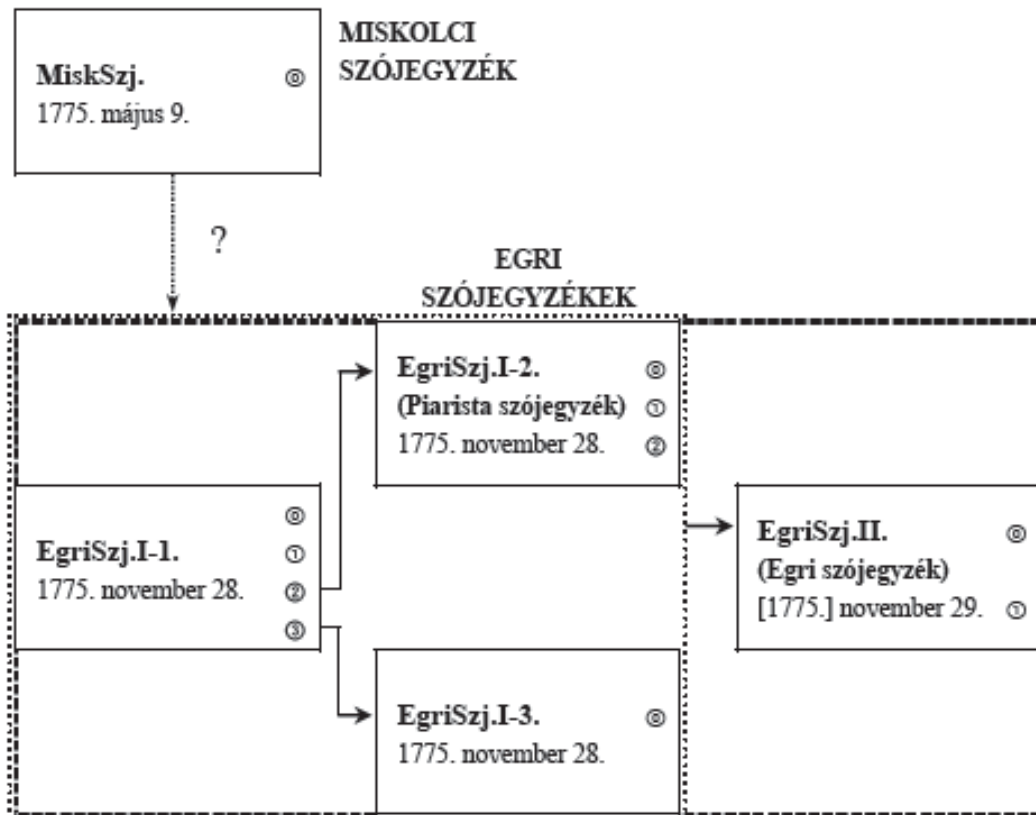 MISKOLCI
SZÓJEGYZÉK
MiskSzj. ⓪
1775. május 9.
?
EGRI
SZÓJEGYZÉKEK
EgriSzj.I-2. ⓪
(Piarista szójegyzék) ①
1775. november 28. ②
⓪
EgriSzj.I-1. ①
1775. november 28. ②
③
EgriSzj.II. ⓪
(Egri szójegyzék)
[1775.] november 29. ①
EgriSzj.I-3. ⓪
1775. november 28.